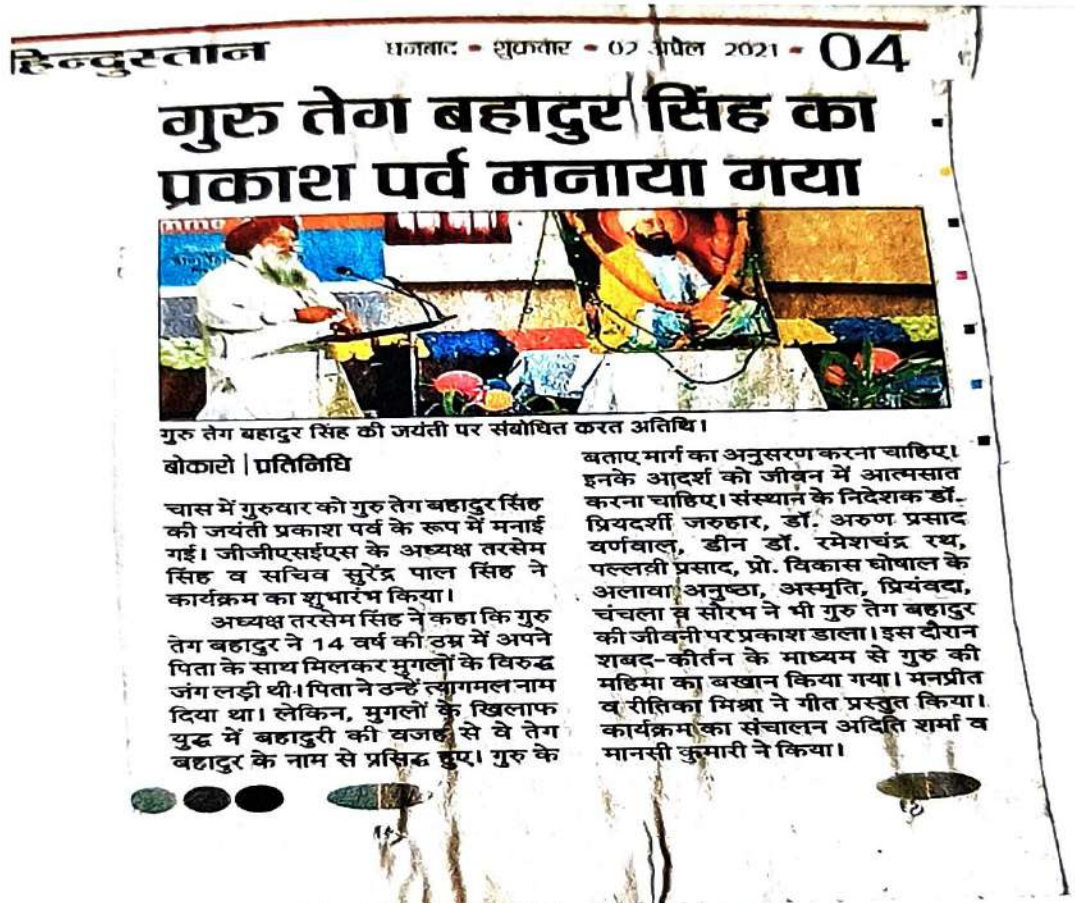 हिन्दुस्तान
धनबाद • शुक्रवार • 02 अप्रैल 2021 • 04
गुरु तेग बहादुर सिंह का
प्रकाश पर्व मनाया गया
गुरु तेग बहादुर सिंह की जयंती पर संबोधित करत अतिथि।
बोकारो | प्रतिनिधि
चास में गुरुवार को गुरु तेग बहादुर सिंह
की जयंती प्रकाश पर्व के रूप में मनाई
गई। जीजीएसईएस के अध्यक्ष तरसेम
सिंह व सचिव सुरेंद्र पाल सिंह ने
कार्यक्रम का शुभारंभ किया।
अध्यक्ष तरसेम सिंह ने कहा कि गुरु
तेग बहादुर ने 14 वर्ष की उम्र में अपने
पिता के साथ मिलकर मुगलों के विरुद्ध
जंग लड़ी थी। पिता ने उन्हें त्यागमल नाम
दिया था। लेकिन, मुगलों के खिलाफ
युद्ध में बहादुरी की वजह से वे तेग
बहादुर के नाम से प्रसिद्ध हुए। गुरु के
बताए मार्ग का अनुसरण करना चाहिए।
इनके आदर्श को जीवन में आत्मसात
करना चाहिए। संस्थान के निदेशक डॉ.
प्रियदर्शी जरुहार, डॉ. अरुण प्रसाद
वर्णवाल, डीन डॉ. रमेशचंद्र रथ,
पल्लवी प्रसाद, प्रो. विकास घोषाल के
अलावा अनुष्ठा, अस्मृति, प्रियंवदा,
चंचला व सौरभ ने भी गुरु तेग बहादुर
की जीवनी पर प्रकाश डाला। इस दौरान
शबद-कीर्तन के माध्यम से गुरु की
महिमा का बखान किया गया। मनप्रीत
व रीतिका मिश्रा ने गीत प्रस्तुत किया।
कार्यक्रम का संचालन अदिति शर्मा व
मानसी कुमारी ने किया।